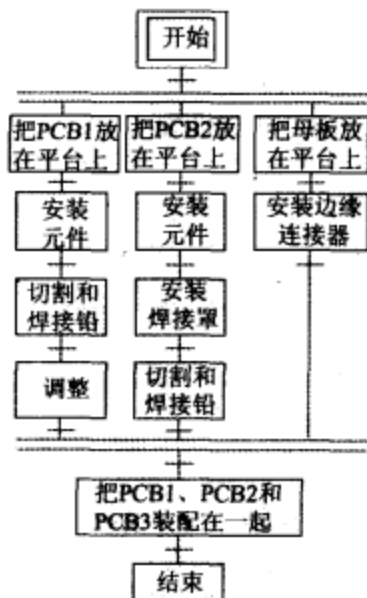 开始
把PCB1放
在平台上
安装
元件
切割和
焊接铅
调整
把PCB2放
在平台上
安装
元件
安装
焊接罩
切割和
焊接铅
把母板放
在平台上
安装边缘
连接器
把PCB1、PCB2和
PCB3装配在一起
结束